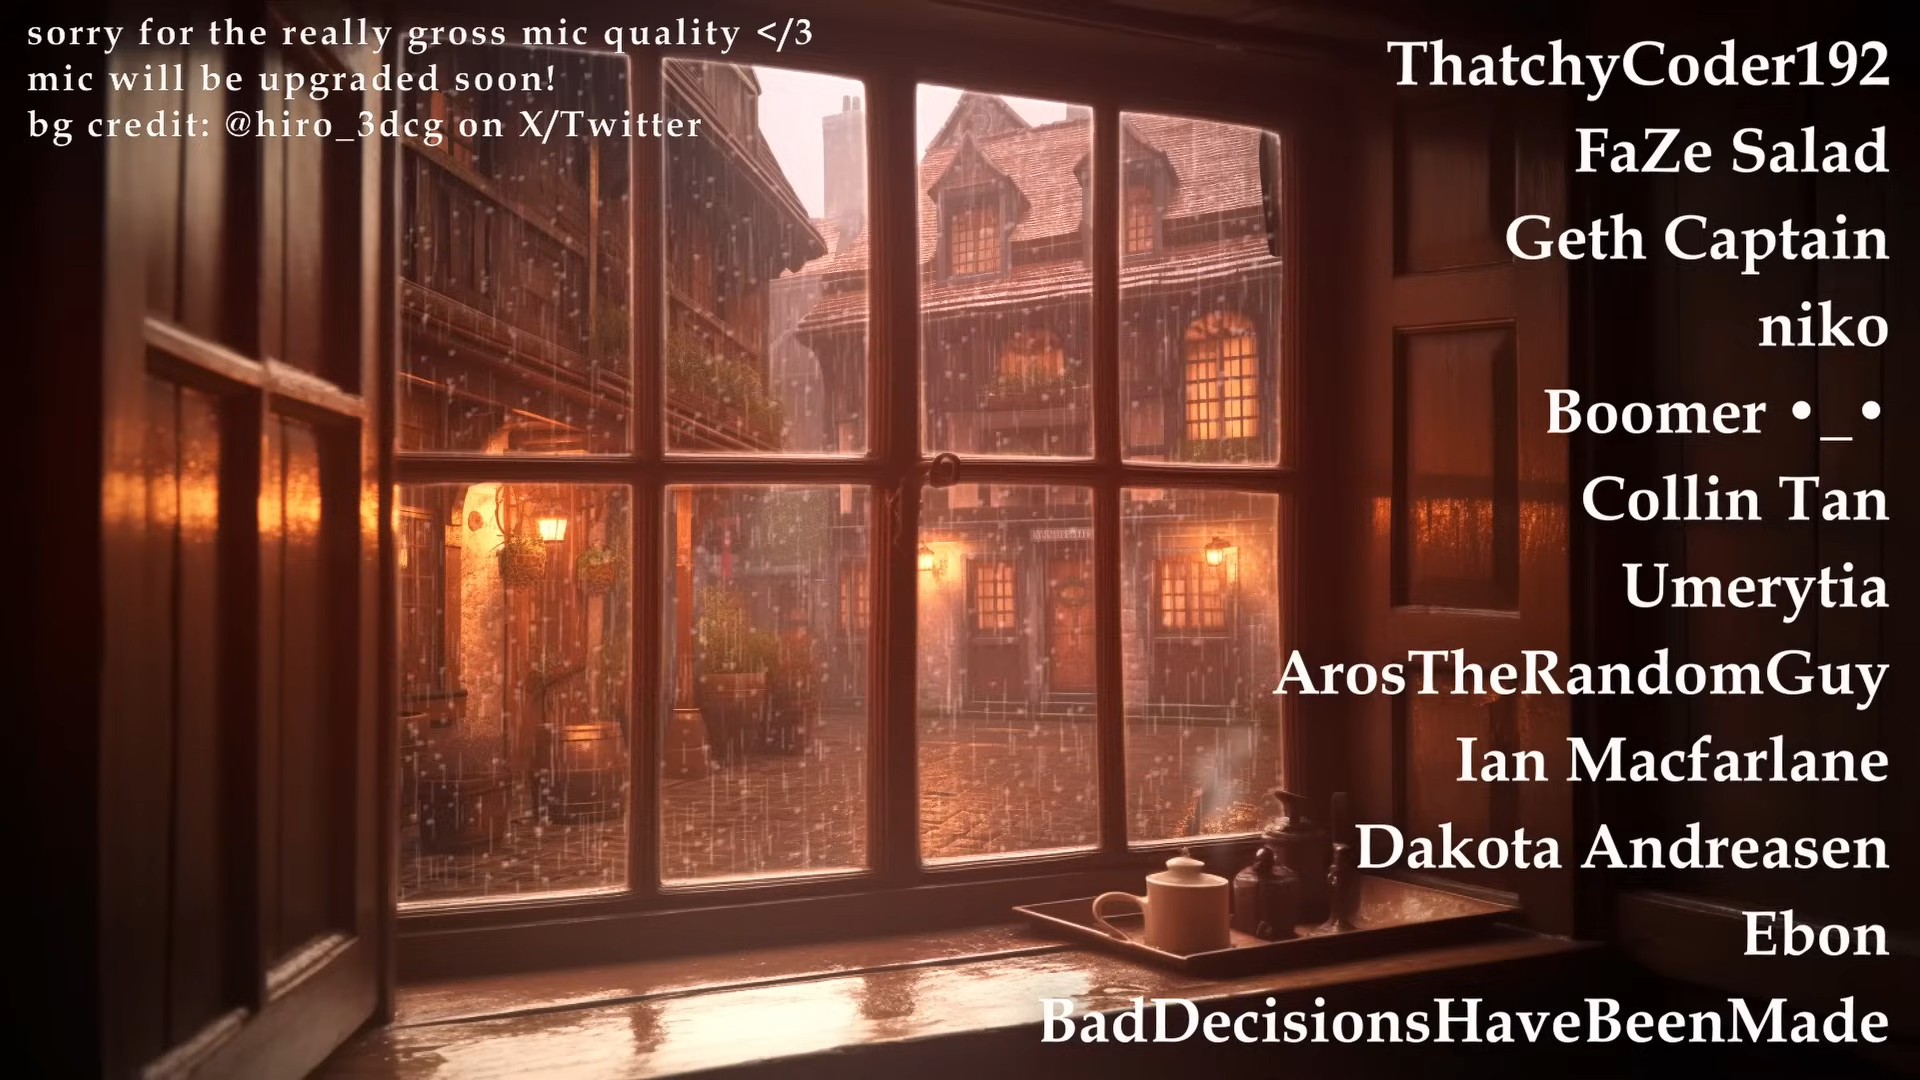 sorry for the really gross mic quality </3
mic will be upgraded soon!
bg credit: @hiro_3dcg on X/Twitter
ThatchyCoder192
FaZe Salad
Geth Captain
niko
Boomer •_•
Collin Tan
Umerytia
ArosTheRandomGuy
Ian Macfarlane
Dakota Andreasen
Ebon
BadDecisionsHaveBeenMade